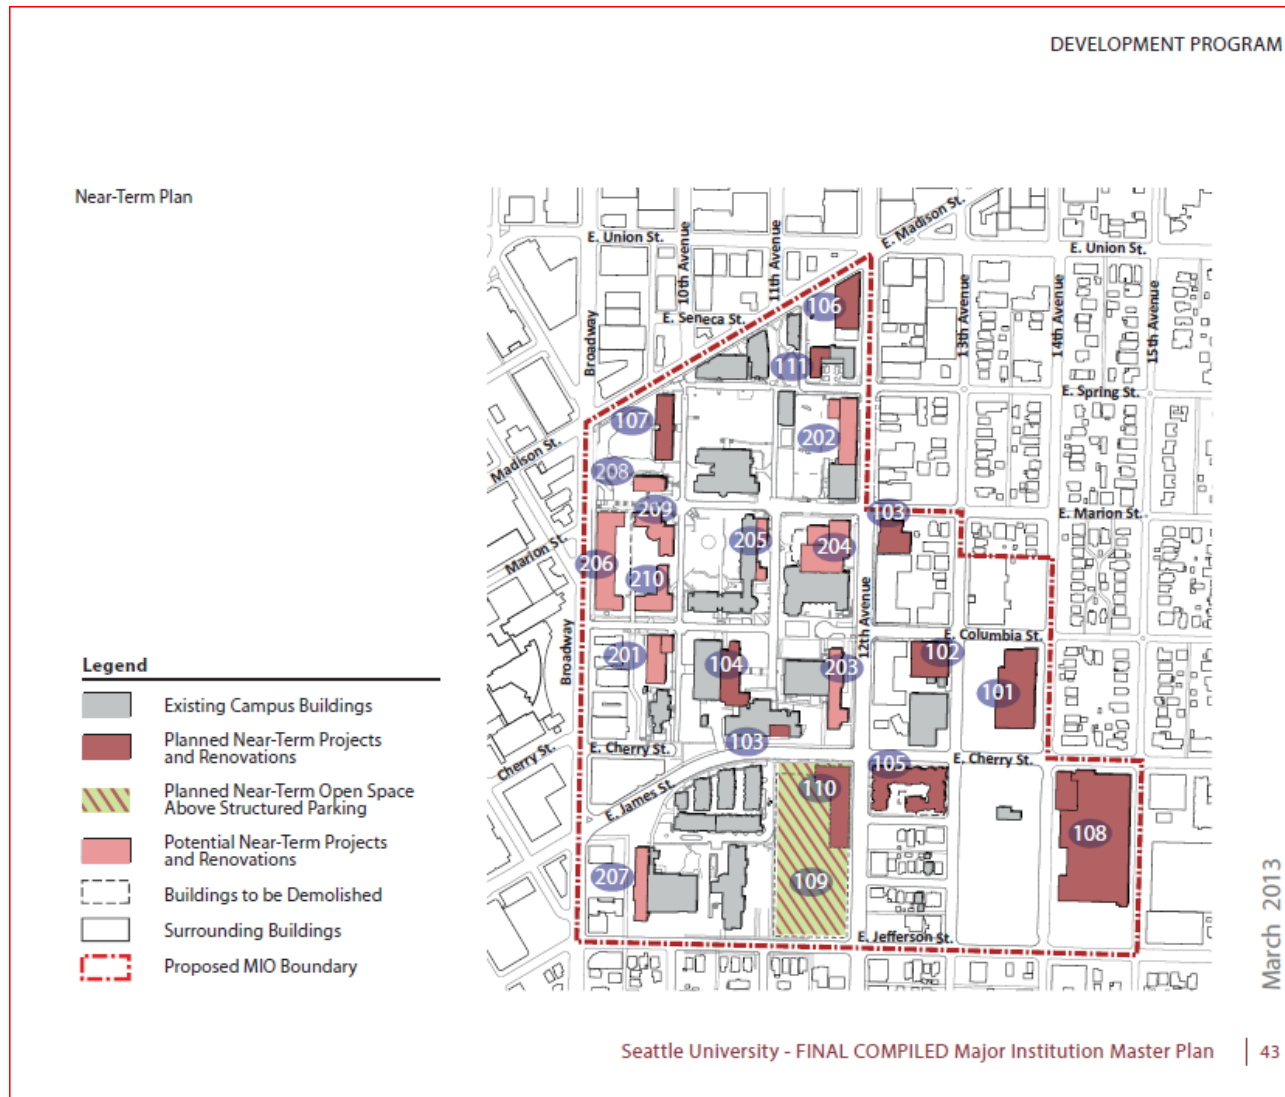 DEVELOPMENT PROGRAM
Near-Term Plan
E. Madison St.
E. Union St.
E. Union St.
10th Avenue
11th Avenue
106
E. Seneca St.
Broadway
13th Avenue
14th Avenue
15th Avenue
111
E. Spring St.
107
202
Madison St.
208
209
103
E. Marion St.
205
204
Marion St.
206
210
12th Avenue
E. Columbia St.
Broadway
201
104
203
102
101
103
E. Cherry St.
Cherry St.
E. Cherry St.
105
E. James St.
110
108
207
109
E. Jefferson St.
Legend
Existing Campus Buildings
Planned Near-Term Projects
and Renovations
Planned Near-Term Open Space
Above Structured Parking
Potential Near-Term Projects
and Renovations
Buildings to be Demolished
Surrounding Buildings
Proposed MIO Boundary
March 2013
Seattle University - FINAL COMPILED Major Institution Master Plan | 43